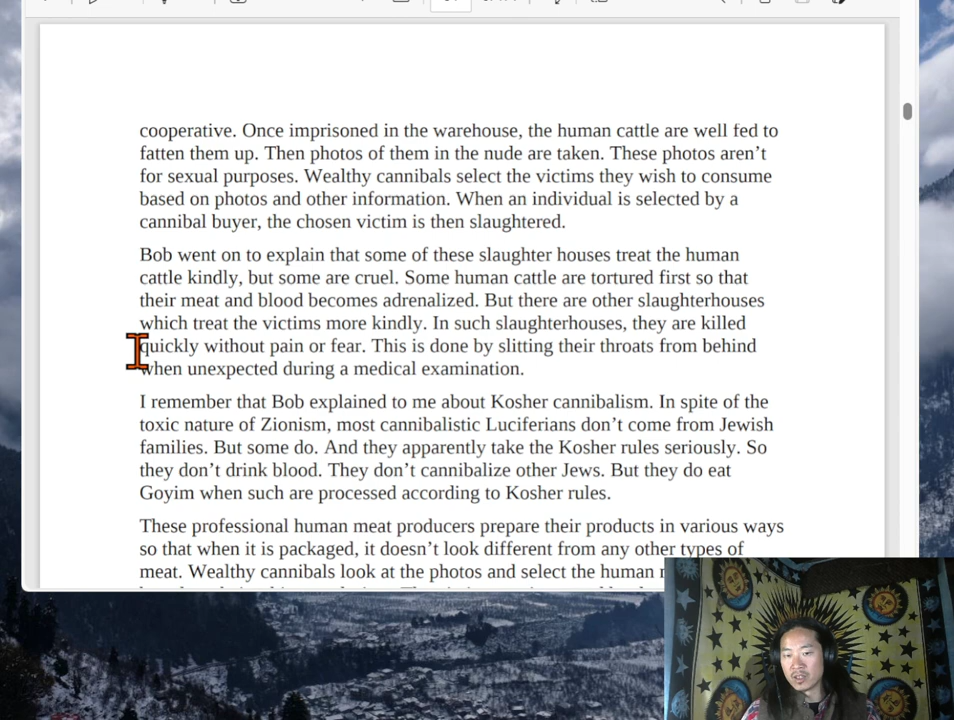 cooperative. Once imprisoned in the warehouse, the human cattle are well fed to
fatten them up. Then photos of them in the nude are taken. These photos aren’t
for sexual purposes. Wealthy cannibals select the victims they wish to consume
based on photos and other information. When an individual is selected by a
cannibal buyer, the chosen victim is then slaughtered.
Bob went on to explain that some of these slaughter houses treat the human
cattle kindly, but some are cruel. Some human cattle are tortured first so that
their meat and blood becomes adrenalized. But there are other slaughterhouses
which treat the victims more kindly. In such slaughterhouses, they are killed
quickly without pain or fear. This is done by slitting their throats from behind
when unexpected during a medical examination.
I remember that Bob explained to me about Kosher cannibalism. In spite of the
toxic nature of Zionism, most cannibalistic Luciferians don’t come from Jewish
families. But some do. And they apparently take the Kosher rules seriously. So
they don’t drink blood. They don’t cannibalize other Jews. But they do eat
Goyim when such are processed according to Kosher rules.
These professional human meat producers prepare their products in various ways
so that when it is packaged, it doesn’t look different from any other types of
meat. Wealthy cannibals look at the photos and select the human